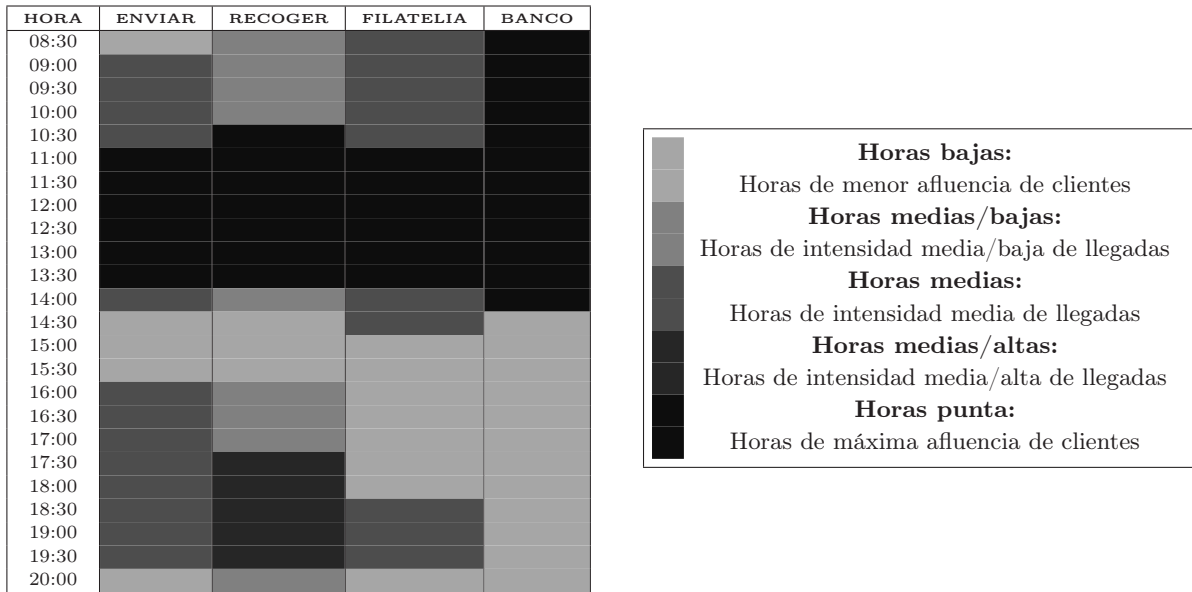 HORA ENVIAR RECOGER FILATELIA BANCO
08:30
09:00
09:30
10:00
10:30
11:00
11:30
12:00
12:30
13:00
13:30
14:00
14:30
15:00
15:30
16:00
16:30
17:00
17:30
18:00
18:30
19:00
19:30
20:00
Horas bajas:
Horas de menor afluencia de clientes
Horas medias/bajas:
Horas de intensidad media/baja de llegadas
Horas medias:
Horas de intensidad media de llegadas
Horas medias/altas:
Horas de intensidad media/alta de llegadas
Horas punta:
Horas de máxima afluencia de clientes